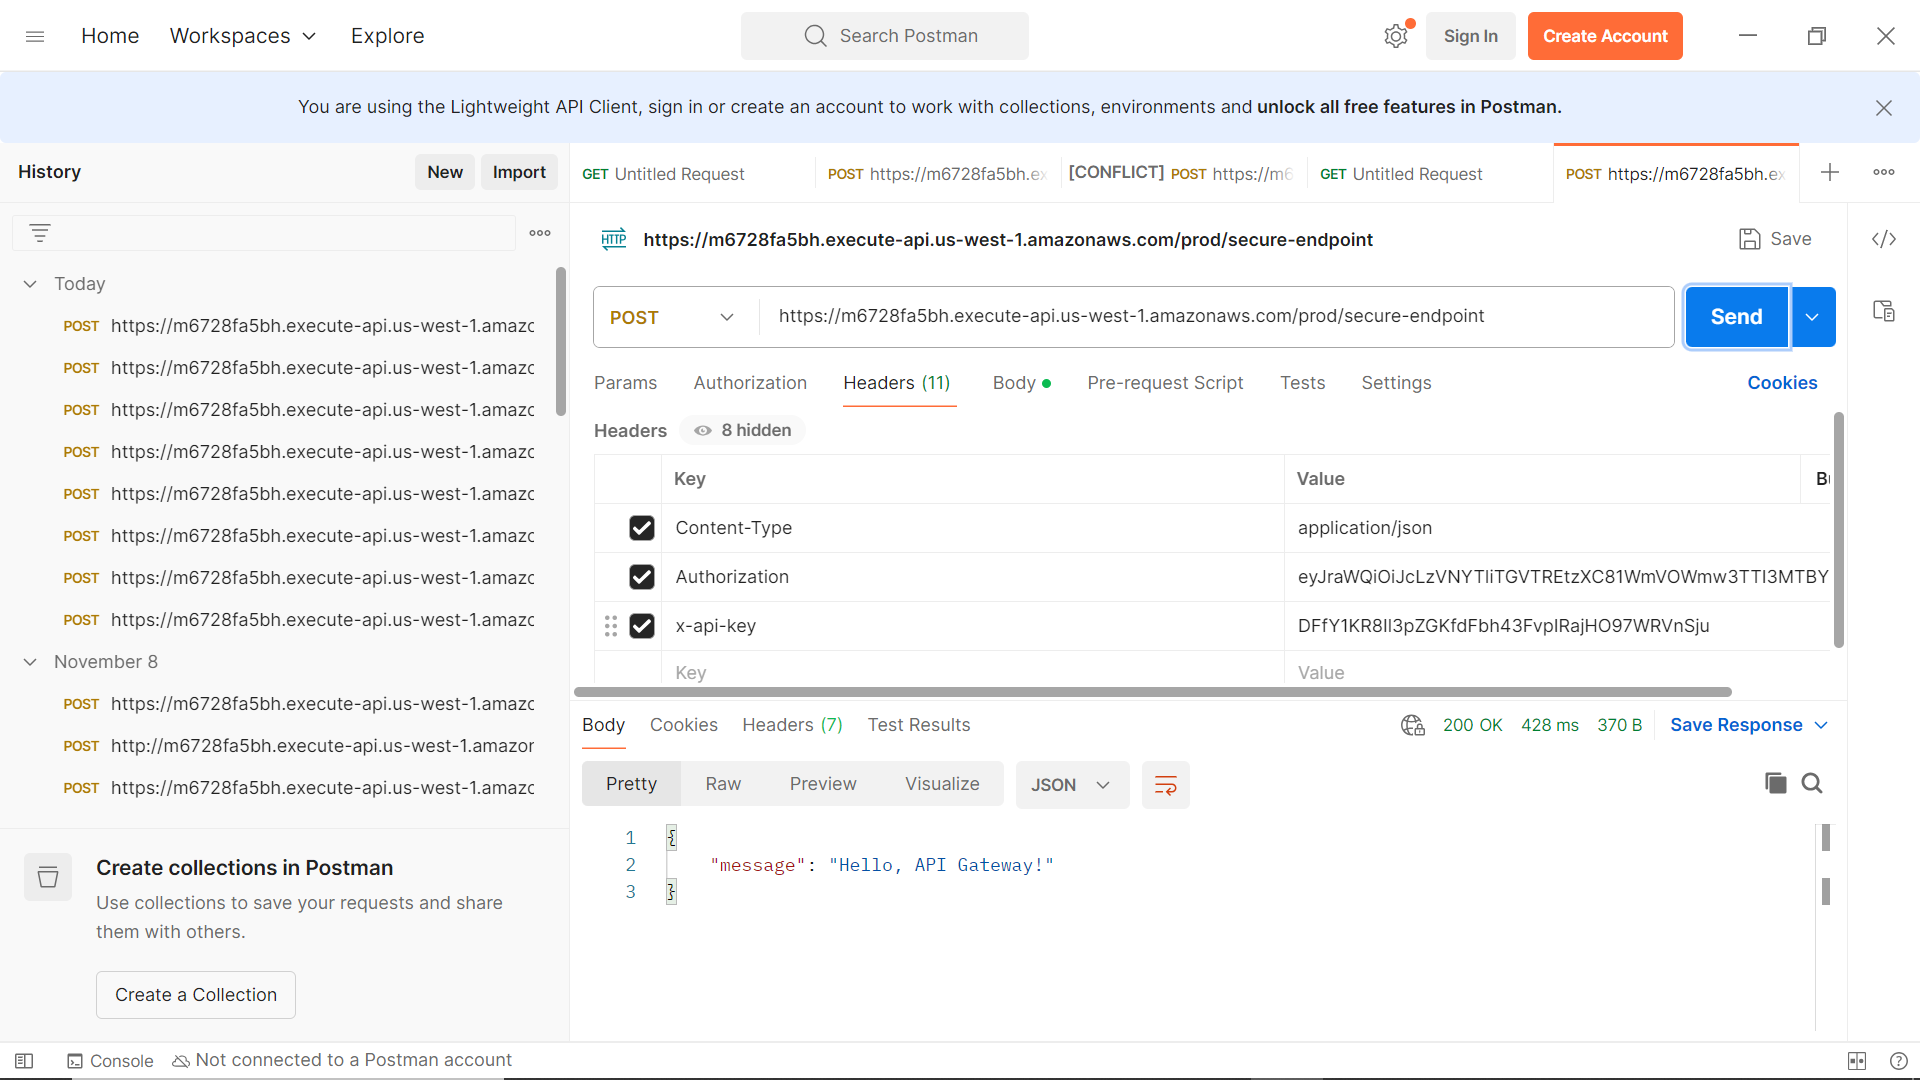 Home
Workspaces
Explore
Search Postman
Sign In
Create Account
You are using the Lightweight API Client, sign in or create an account to work with collections, environments and unlock all free features in Postman.
History
New
Import
GET Untitled Request
POST https://m6728fa5bh.ex
[CONFLICT] POST https://m6
GET Untitled Request
POST https://m6728fa5bh.ex
Today
POST https://m6728fa5bh.execute-api.us-west-1.amazc
POST https://m6728fa5bh.execute-api.us-west-1.amazc
POST https://m6728fa5bh.execute-api.us-west-1.amazc
POST https://m6728fa5bh.execute-api.us-west-1.amazc
POST https://m6728fa5bh.execute-api.us-west-1.amazc
POST https://m6728fa5bh.execute-api.us-west-1.amazc
POST https://m6728fa5bh.execute-api.us-west-1.amazc
POST https://m6728fa5bh.execute-api.us-west-1.amazc
November 8
POST https://m6728fa5bh.execute-api.us-west-1.amazc
POST http://m6728fa5bh.execute-api.us-west-1.amazor
POST https://m6728fa5bh.execute-api.us-west-1.amazc
Create collections in Postman
Use collections to save your requests and share
them with others.
Create a Collection
HTTP
https://m6728fa5bh.execute-api.us-west-1.amazonaws.com/prod/secure-endpoint
Save
POST
https://m6728fa5bh.execute-api.us-west-1.amazonaws.com/prod/secure-endpoint
Send
Params
Authorization
Headers (11)
Body
Pre-request Script
Tests
Settings
Cookies
Headers
8 hidden
Key
Value
Content-Type
application/json
Authorization
eyJraWQiOiJcLzVNYTliTGVTREtzXC81WmVOWmw3TTI3MTBY
x-api-key
DFfY1KR8Il3pZGKfdFbh43FvpIRajHO97WRVnSju
Key
Value
Body
Cookies
Headers (7)
Test Results
200 OK
428 ms
370 B
Save Response
Pretty
Raw
Preview
Visualize
JSON
1 {
2 "message": "Hello, API Gateway!"
3 }
Console
Not connected to a Postman account